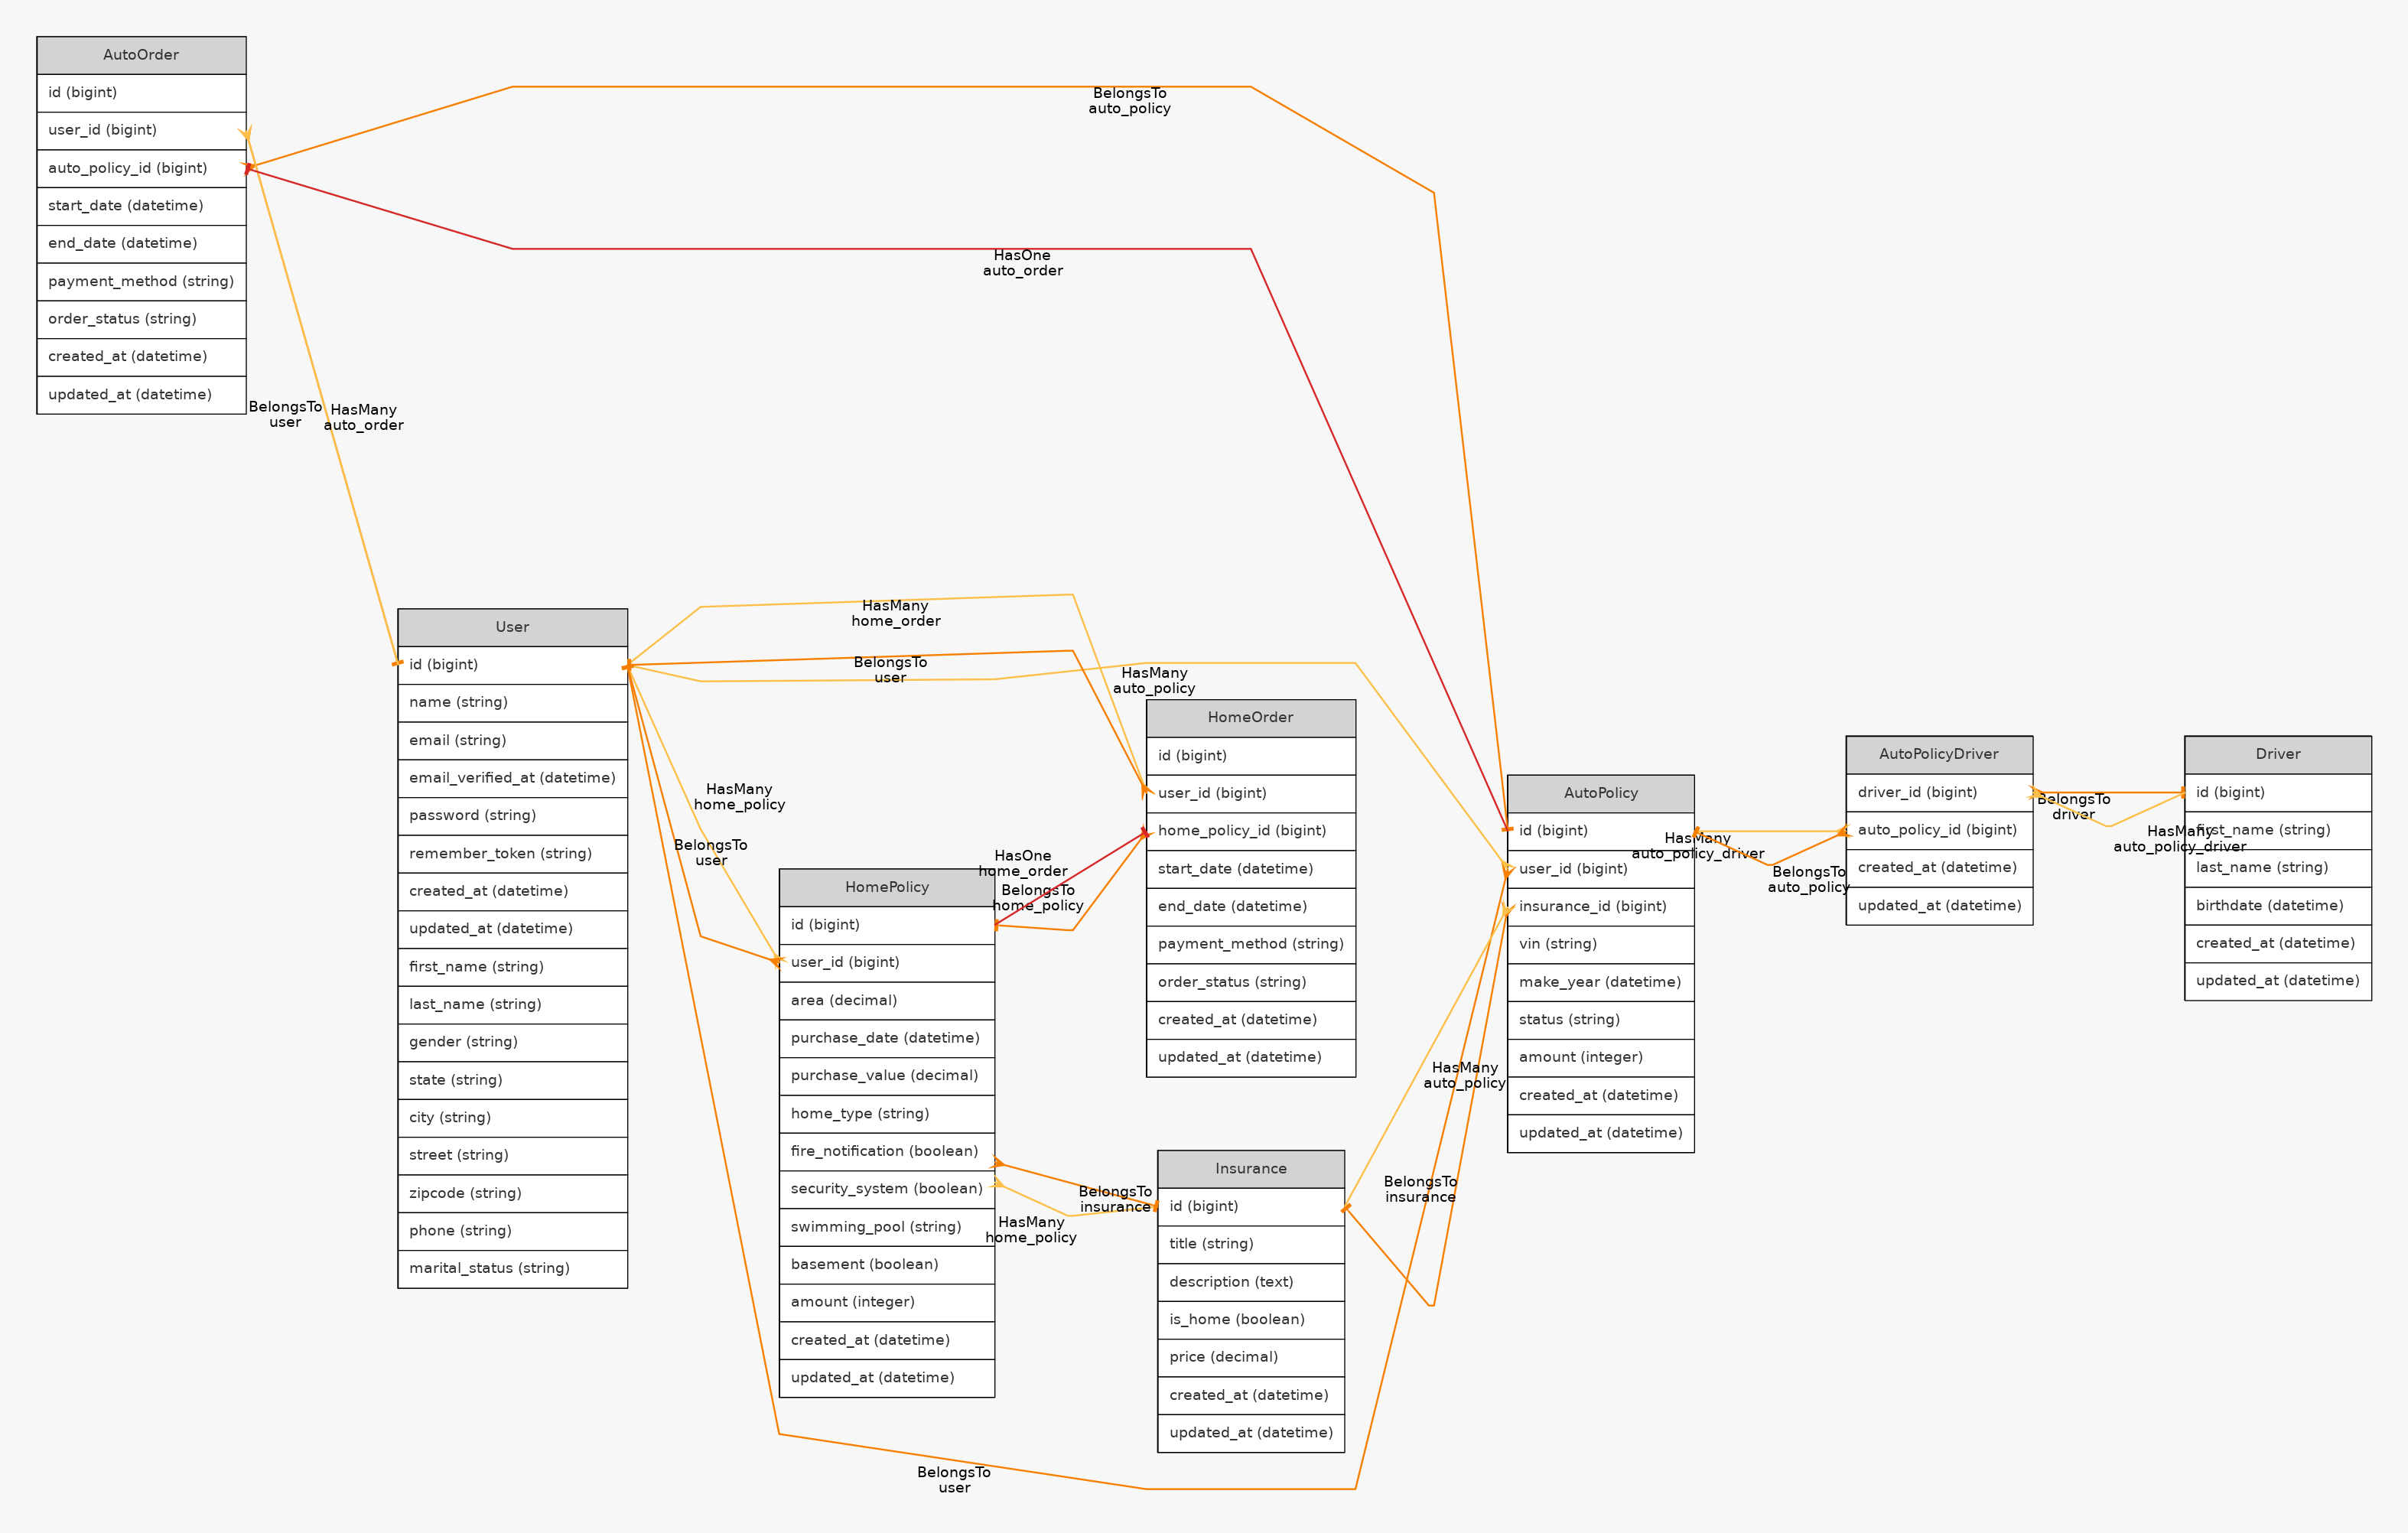 AutoOrder
id (bigint)
user_id (bigint)
auto_policy_id (bigint)
start_date (datetime)
end_date (datetime)
payment_method (string)
order_status (string)
created_at (datetime)
updated_at (datetime)
BelongsTo
auto_policy
HasOne
auto_order
BelongsTo
user
HasMany
auto_order
User
id (bigint)
name (string)
email (string)
email_verified_at (datetime)
password (string)
remember_token (string)
created_at (datetime)
updated_at (datetime)
first_name (string)
last_name (string)
gender (string)
state (string)
city (string)
street (string)
zipcode (string)
phone (string)
marital_status (string)
HasMany
home_order
BelongsTo
user
HasMany
auto_policy
HasMany
home_policy
BelongsTo
user
HomePolicy
id (bigint)
user_id (bigint)
area (decimal)
purchase_date (datetime)
purchase_value (decimal)
home_type (string)
fire_notification (boolean)
security_system (boolean)
swimming_pool (string)
basement (boolean)
amount (integer)
created_at (datetime)
updated_at (datetime)
HasOne
home_order
BelongsTo
home_policy
HomeOrder
id (bigint)
user_id (bigint)
home_policy_id (bigint)
start_date (datetime)
end_date (datetime)
payment_method (string)
order_status (string)
created_at (datetime)
updated_at (datetime)
BelongsTo
insurance
HasMany
home_policy
Insurance
id (bigint)
title (string)
description (text)
is_home (boolean)
price (decimal)
created_at (datetime)
updated_at (datetime)
HasMany
auto_policy
BelongsTo
insurance
BelongsTo
user
AutoPolicy
id (bigint)
user_id (bigint)
insurance_id (bigint)
vin (string)
make_year (datetime)
status (string)
amount (integer)
created_at (datetime)
updated_at (datetime)
HasMany
auto_policy_driver
BelongsTo
auto_policy
AutoPolicyDriver
driver_id (bigint)
auto_policy_id (bigint)
created_at (datetime)
updated_at (datetime)
BelongsTo
driver
HasMany
auto_policy_driver
Driver
id (bigint)
first_name (string)
last_name (string)
birthdate (datetime)
created_at (datetime)
updated_at (datetime)